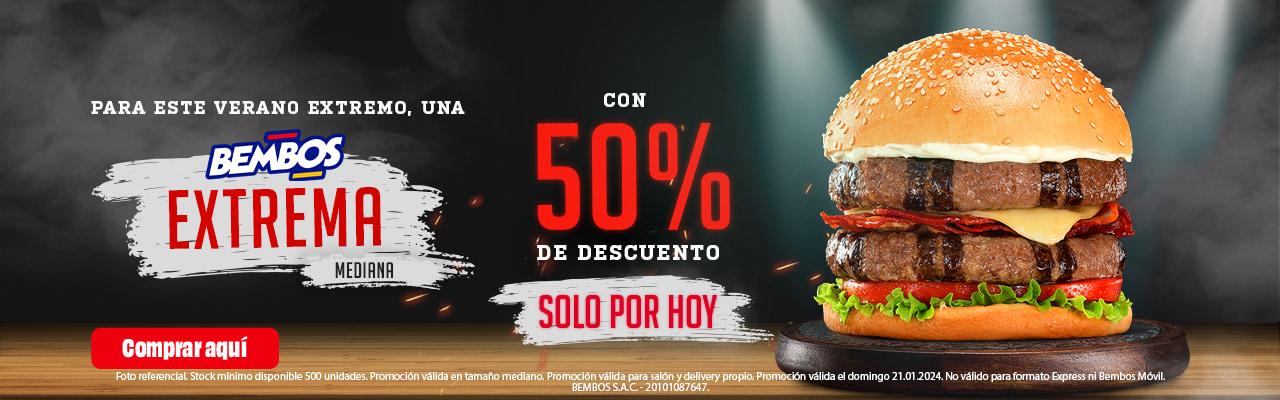 PARA ESTE VERANO EXTREMO, UNA
BEMBOS
EXTREMA
MEDIANA
CON
50%
DE DESCUENTO
SOLO POR HOY
Comprar aquí
Foto referencial. Stock mínimo disponible 500 unidades. Promoción válida en tamaño mediano. Promoción válida para salón y delivery propio. Promoción válida el domingo 21.01.2024. No válido para formato Express ni Bembos Móvil.
BEMBOS S.A.C. - 20101087647.